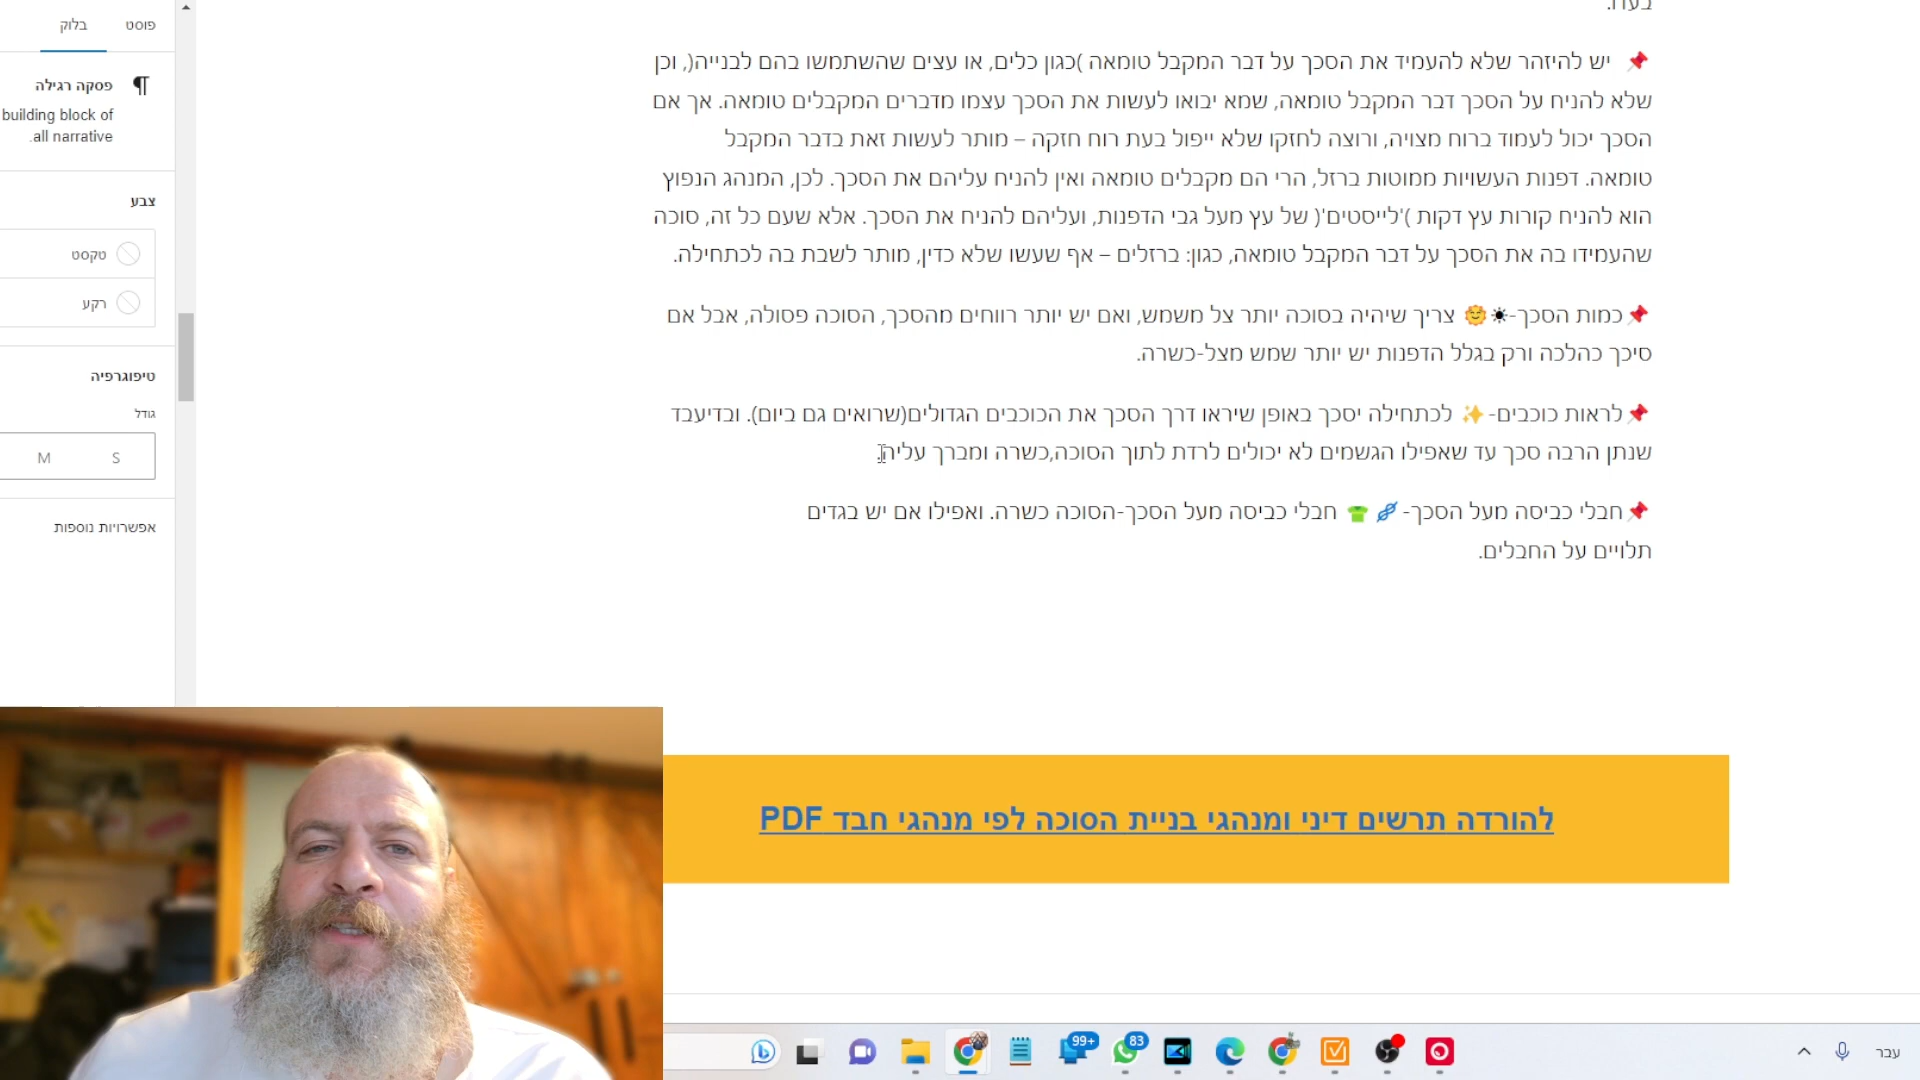 פוסט
בלוק
פסקה רגילה
building block of
all narrative.
צבע
טקסט
רקע
טיפוגרפיה
גודל
S
M
אפשרויות נוספות
📌 יש להיזהר שלא להעמיד את הסכך על דבר המקבל טומאה )כגון כלים, או עצים שהשתמשו בהם לבנייה(, וכן
שלא להניח על הסכך דבר המקבל טומאה, שמא יבואו לעשות את הסכך עצמו מדברים המקבלים טומאה. אך אם
הסכך יכול לעמוד ברוח מצויה, ורוצה לחזקו שלא ייפול בעת רוח חזקה – מותר לעשות זאת בדבר המקבל
טומאה. דפנות העשויות ממוטות ברזל, הרי הם מקבלים טומאה ואין להניח עליהם את הסכך. לכן, המנהג הנפוץ
הוא להניח קורות עץ דקות )'לייסטים'( של עץ מעל גבי הדפנות, ועליהם להניח את הסכך. אלא שעם כל זה, סוכה
שהעמידו בה את הסכך על דבר המקבל טומאה, כגון: ברזלים – אף שעשו שלא כדין, מותר לשבת בה לכתחילה.
📌כמות הסכך-☀🌞 צריך שיהיה בסוכה יותר צל משמש, ואם יש יותר רווחים מהסכך, הסוכה פסולה, אבל אם
סיכך כהלכה ורק בגלל הדפנות יש יותר שמש מצל-כשרה.
📌לראות כוכבים- ✨ לכתחילה יסכך באופן שיראו דרך הסכך את הכוכבים הגדולים(שרואים גם ביום). ובדיעבד
שנתן הרבה סכך עד שאפילו הגשמים לא יכולים לרדת לתוך הסוכה,כשרה ומברך עליה.
📌חבלי כביסה מעל הסכך- 🪢 👕 חבלי כביסה מעל הסכך-הסוכה כשרה. ואפילו אם יש בגדים
תלויים על החבלים.
להורדה תרשים דיני ומנהגי בניית הסוכה לפי מנהגי חבד PDF
99+
83
עבר